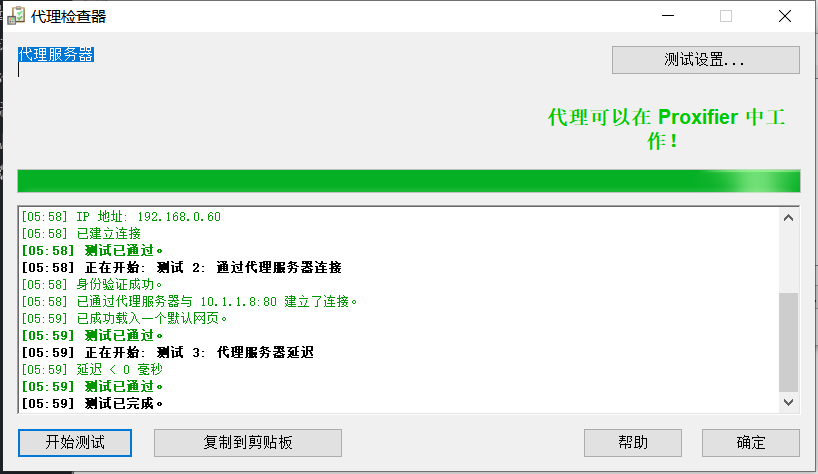 代理检查器
代理服务器
测试设置...
代理可以在 Proxifier 中工
作！
[05:58] IP 地址: 192.168.0.60
[05:58] 已建立连接
[05:58] 测试已通过。
[05:58] 正在开始: 测试 2: 通过代理服务器连接
[05:58] 身份验证成功。
[05:58] 已通过代理服务器与 10.1.1.8:80 建立了连接。
[05:59] 已成功载入一个默认网页。
[05:59] 测试已通过。
[05:59] 正在开始: 测试 3: 代理服务器延迟
[05:59] 延迟 < 0 毫秒
[05:59] 测试已通过。
[05:59] 测试已完成。
开始测试
复制到剪贴板
帮助
确定